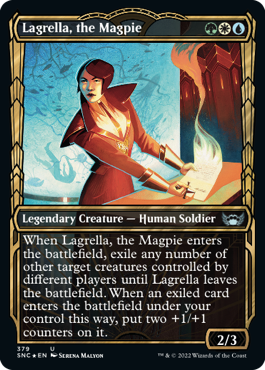 Lagrella, the Magpie
Legendary Creature — Human Soldier
When Lagrella, the Magpie enters
the battlefield, exile any number of
other target creatures controlled by
different players until Lagrella leaves
the battlefield. When an exiled card
enters the battlefield under your
control this way, put two +1/+1
counters on it.
2/3
379 U
SNC ★ EN Serena Malyon
™ & © 2022 Wizards of the Coast